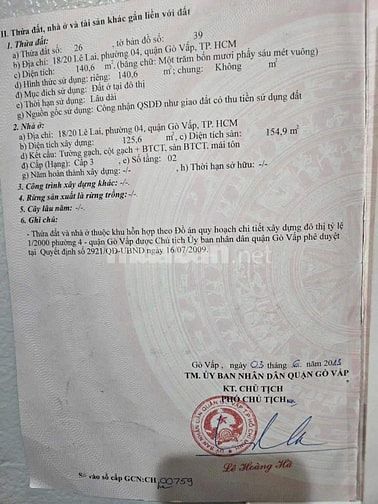 II. Thửa đất, nhà ở và tài sản khác gắn liền với đất
1. Thửa đất:
a) Thửa đất số: 26 , tờ bản đồ số: 39
b) Địa chỉ: 18/20 Lê Lai, phường 04, quận Gò Vấp, TP. HCM
c) Diện tích: 140,6 m², (bằng chữ: Một trăm bốn mươi phẩy sáu mét vuông)
d) Hình thức sử dụng: riêng: 140,6 m²; chung: Không m²
đ) Mục đích sử dụng: Đất ở tại đô thị
e) Thời hạn sử dụng: Lâu dài
g) Nguồn gốc sử dụng: Công nhận QSDĐ như giao đất có thu tiền sử dụng đất
2. Nhà ở:
a) Địa chỉ: 18/20 Lê Lai, phường 04, quận Gò Vấp, TP. HCM
b) Diện tích xây dựng: 125,6 m², c) Diện tích sàn: 154,9 m²
d) Kết cấu: Tường gạch, cột gạch + BTCT, sàn BTCT, mái tôn
đ) Cấp (Hạng): Cấp 3 e) Số tầng: 02
g) Năm hoàn thành xây dựng: -/- h) Thời hạn sở hữu: -/-
3. Công trình xây dựng khác: -/-
4. Rừng sản xuất là rừng trồng: -/-
5. Cây lâu năm: -/-
6. Ghi chú:
- Thửa đất và nhà ở thuộc khu hỗn hợp theo Đồ án quy hoạch chi tiết xây dựng đô thị tỷ lệ
1/2000 phường 4 - quận Gò Vấp được Chủ tịch Ủy ban nhân dân quận Gò Vấp phê duyệt
tại Quyết định số 2921/QĐ-UBND ngày 16/07/2009.
Gò Vấp, ngày 03 tháng 6 năm 2013
TM. ỦY BAN NHÂN DÂN QUẬN GÒ VẤP
KT. CHỦ TỊCH
PHÓ CHỦ TỊCH
Lê Hoàng Hà
Số vào sổ cấp GCN: CH 00759